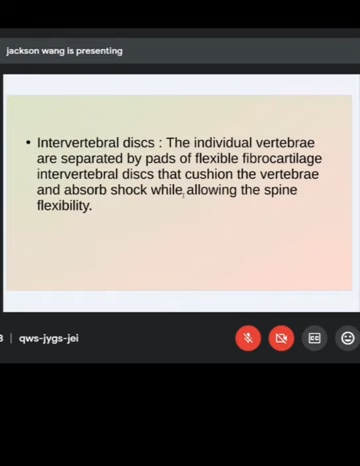 jackson wang is presenting
• Intervertebral discs : The individual vertebrae
are separated by pads of flexible fibrocartilage
intervertebral discs that cushion the vertebrae
and absorb shock while allowing the spine
flexibility.
| qws-jygs-jei
CC